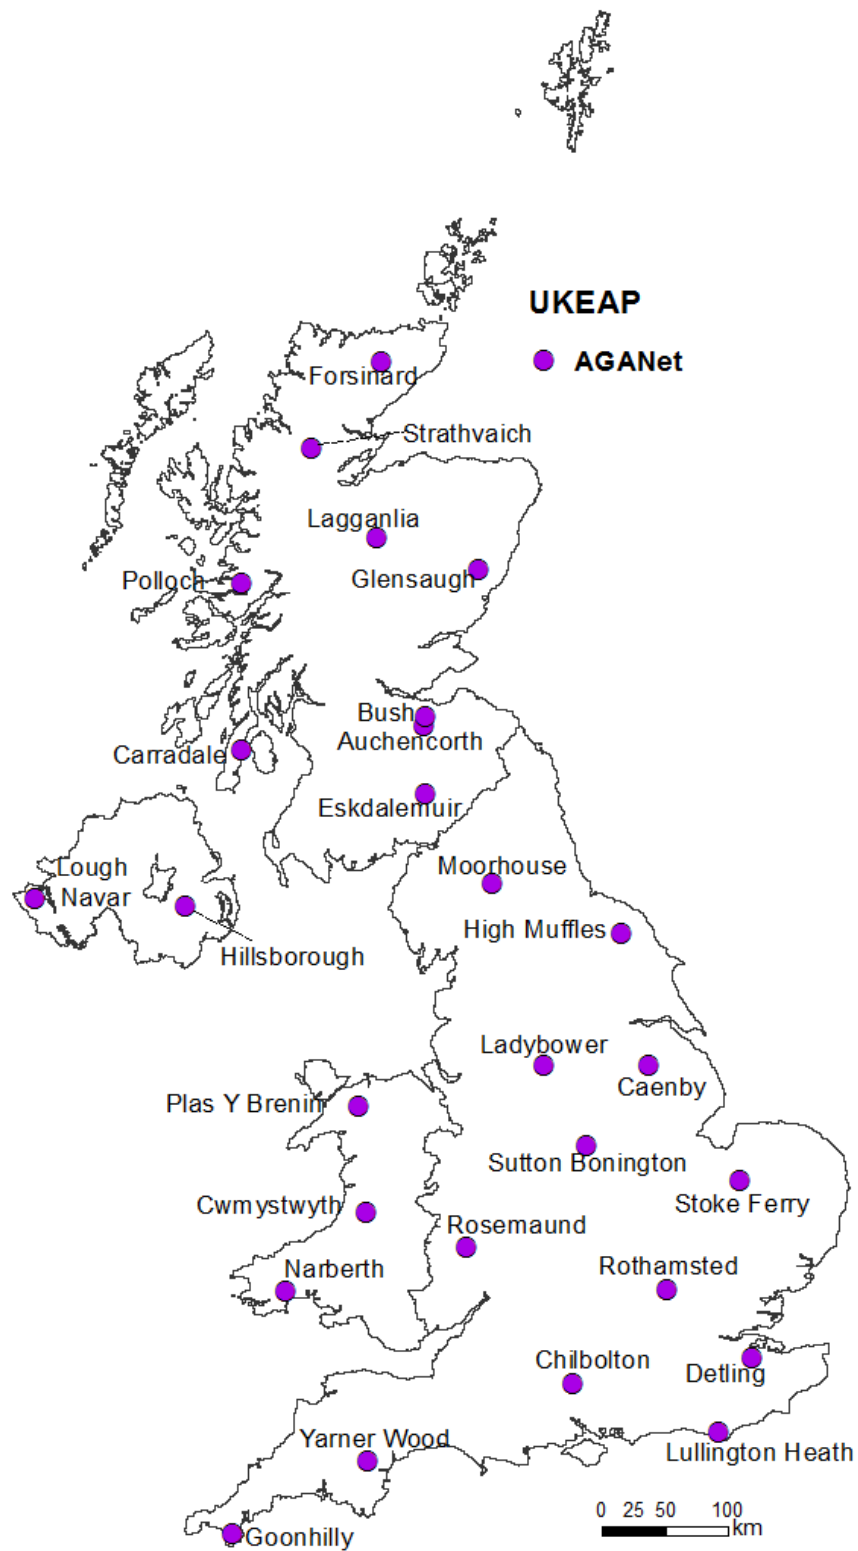 UKEAP
AGANet
Forsinard
Strathvaich
Lagganlia
Polloch
Glensaugh
Bush
Auchencorth
Carradale
Eskdalemuir
Lough
Navar
Moorhouse
High Muffles
Hillsborough
Ladybower
Caenby
Plas Y Brenin
Sutton Bonington
Stoke Ferry
Cwmystwyth
Rosemaund
Narberth
Rothamsted
Chilbolton
Detling
Yarner Wood
Lullington Heath
0 25 50 100
km
Goonhilly